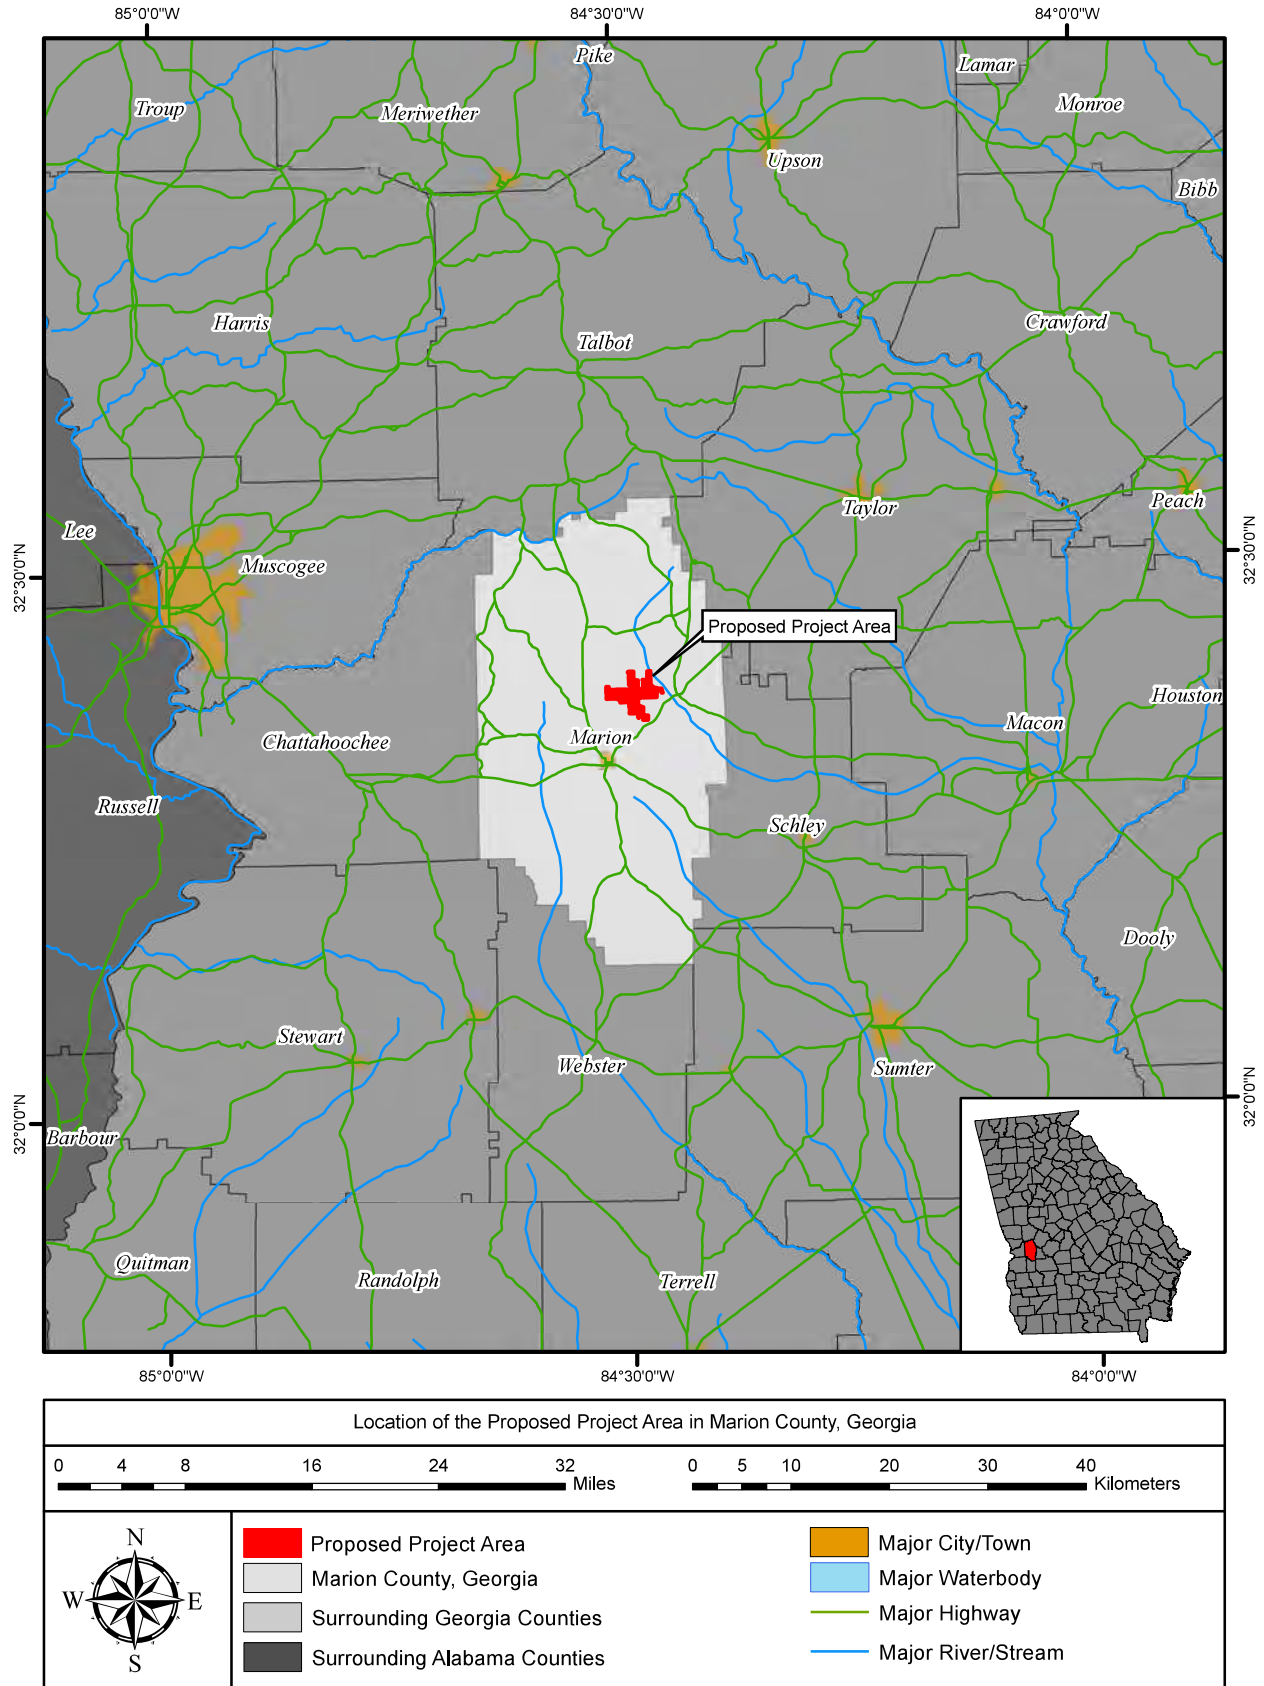 85°0'0"W 84°30'0"W 84°0'0"W
Pike
Lamar
Troup
Meriwether
Monroe
Upson
Bibb
Harris
Talbot
Crawford
Lee
Taylor
Peach
Muscogee
32°30'0"N
32°30'0"N
Proposed Project Area
Houston
Chattahoochee
Marion
Macon
Russell
Schley
Dooly
Stewart
Webster
Sumter
32°0'0"N
32°0'0"N
Barbour
Quitman
Randolph
Terrell
85°0'0"W 84°30'0"W 84°0'0"W
Location of the Proposed Project Area in Marion County, Georgia
0 4 8 16 24 32
Miles
0 5 10 20 30 40
Kilometers
N
W E
S
Proposed Project Area
Marion County, Georgia
Surrounding Georgia Counties
Surrounding Alabama Counties
Major City/Town
Major Waterbody
Major Highway
Major River/Stream